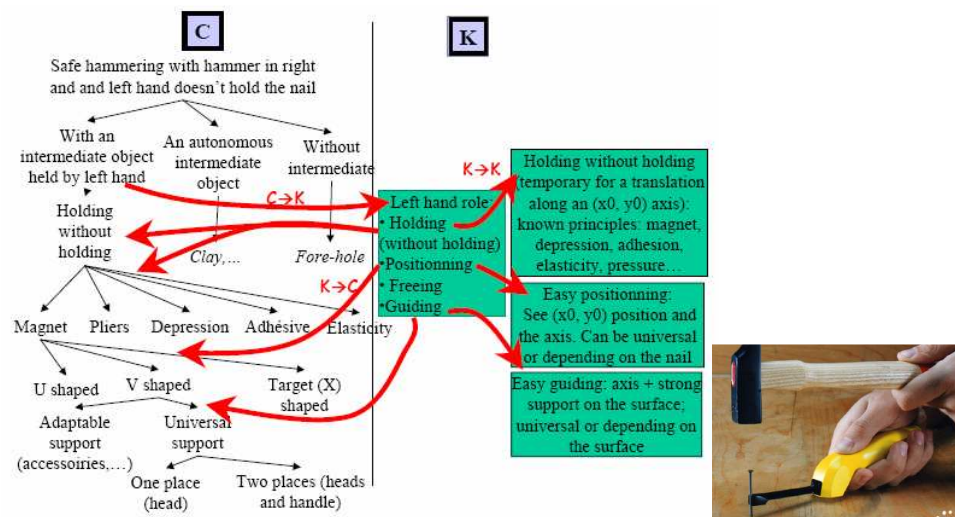 C
K
Safe hammering with hammer in right
and and left hand doesn't hold the nail
With an
intermediate object
held by left hand
An autonomous
intermediate
object
Without
intermediate
C→K
Holding
without
holding
Clay,...
Fore-hole
K→C
Magnet
Pliers
Depression
Adhésive
Elasticity
U shaped
V shaped
Target (X)
shaped
Adaptable
support
(accessoiries,...)
Universal
support
One place
(head)
Two places (heads
and handle)
Left hand role:
• Holding
(without holding)
•Positionning
• Freeing
•Guiding
K→K
Holding without holding
(temporary for a translation
along an (x0, y0) axis):
known principles: magnet,
depression, adhesion,
elasticity, pressure...
Easy positionning:
See (x0, y0) position and
the axis. Can be universal
or depending on the nail
Easy guiding: axis + strong
support on the surface;
universal or depending on
the surface